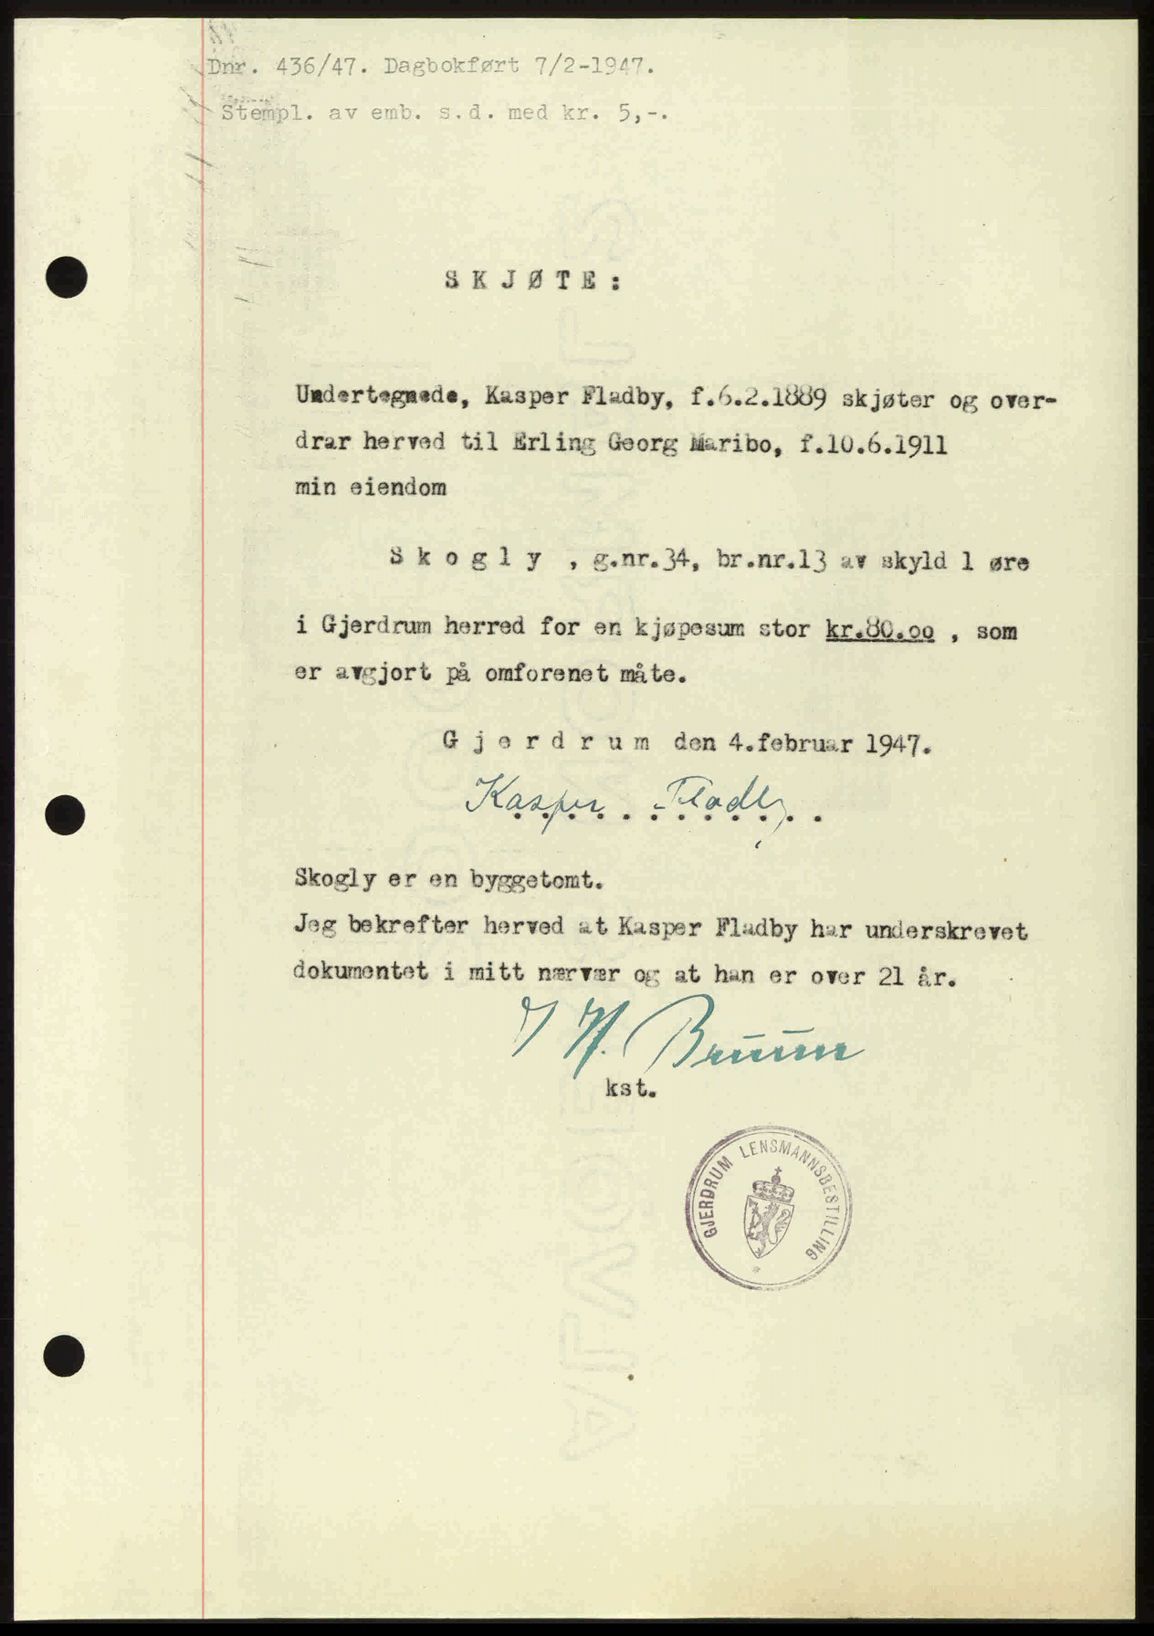 Dnr. 436/47. Dagbokført 7/2-1947.
Stempl. av emb. s.d. med kr. 5,-.
SKJØTE:
Undertegnede, Kasper Fladby, f.6.2.1889 skjøter og over-
drar herved til Erling Georg Maribo, f.10.6.1911
min eiendom
Skogly , g.nr.34, br.nr.13 av skyld 1 øre
i Gjerdrum herred for en kjøpesum stor kr.80.oo , som
er avgjort på omforenet måte.
Gjerdrum den 4.februar 1947.
Kasper Fladby
Skogly er en byggetomt.
Jeg bekrefter herved at Kasper Fladby har underskrevet
dokumentet i mitt nærvær og at han er over 21 år.
H. Bruun
kst.
GJERDRUM LENSMANNSBESTILLING